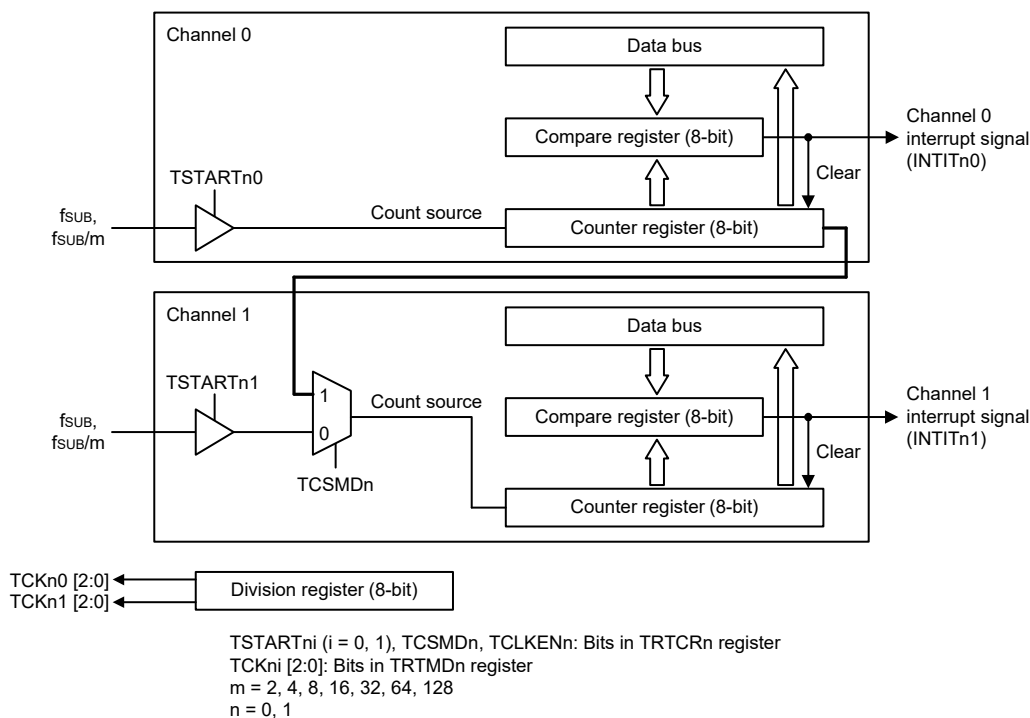 Channel 0
Data bus
Compare register (8-bit)
Channel 0
interrupt signal
(INTITn0)
Clear
TSTARTn0
fSUB,
fSUB/m
Count source
Counter register (8-bit)
Channel 1
Data bus
TSTARTn1
1
Count source
Compare register (8-bit)
Channel 1
interrupt signal
(INTITn1)
fSUB,
fSUB/m
0
Clear
TCSMDn
Counter register (8-bit)
TCKn0 [2:0]
TCKn1 [2:0]
Division register (8-bit)
TSTARTni (i = 0, 1), TCSMDn, TCLKENn: Bits in TRTCRn register
TCKni [2:0]: Bits in TRTMDn register
m = 2, 4, 8, 16, 32, 64, 128
n = 0, 1